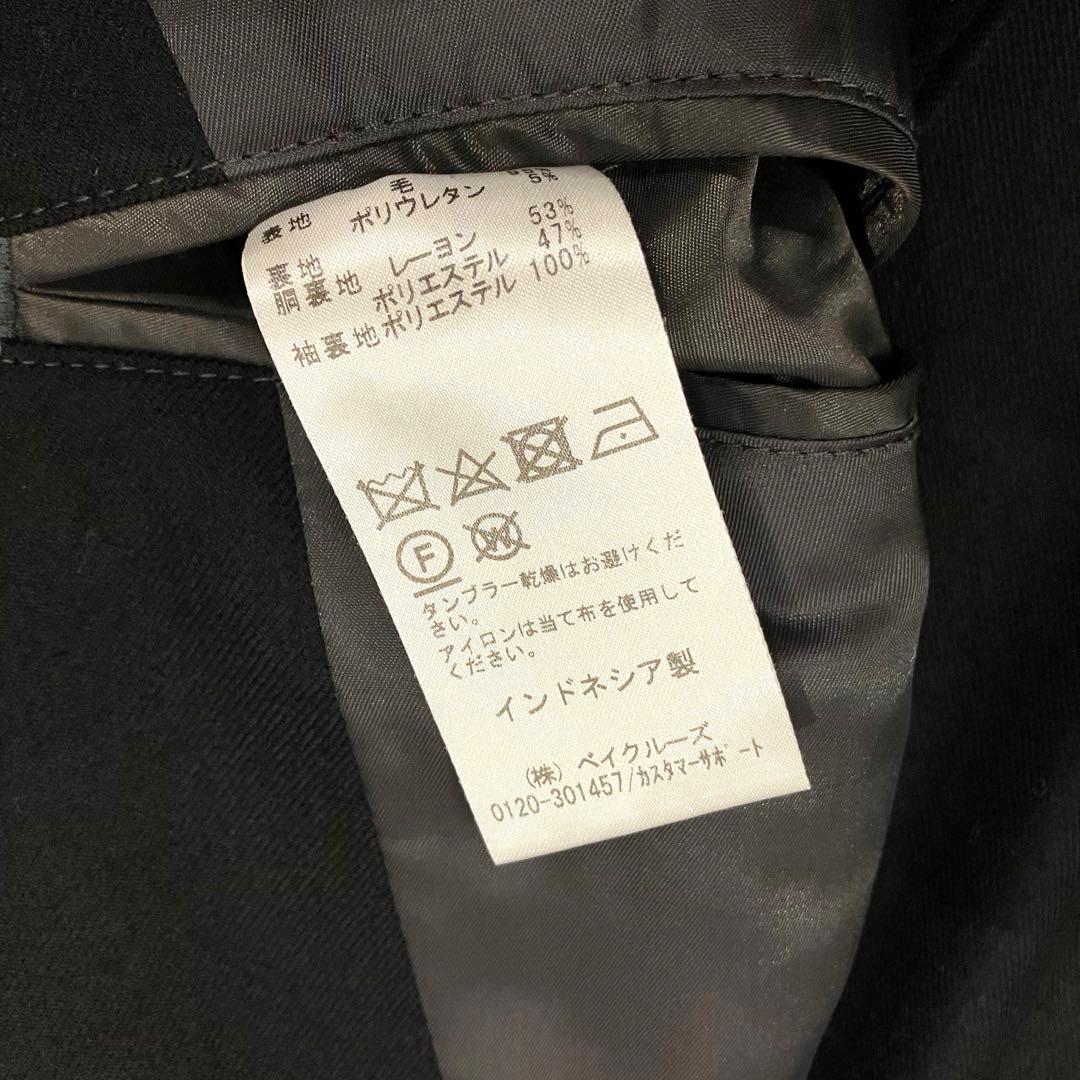 毛
表地 ポリウレタン 5%
裏地 レーヨン 53%
胴裏地 ポリエステル 47%
袖裏地ポリエステル 100%
F
W
タンブラー乾燥はお避けくだ
さい。
アイロンは当て布を使用して
ください。
インドネシア製
(株) ベイクルーズ
0120-301457/カスタマーサポート